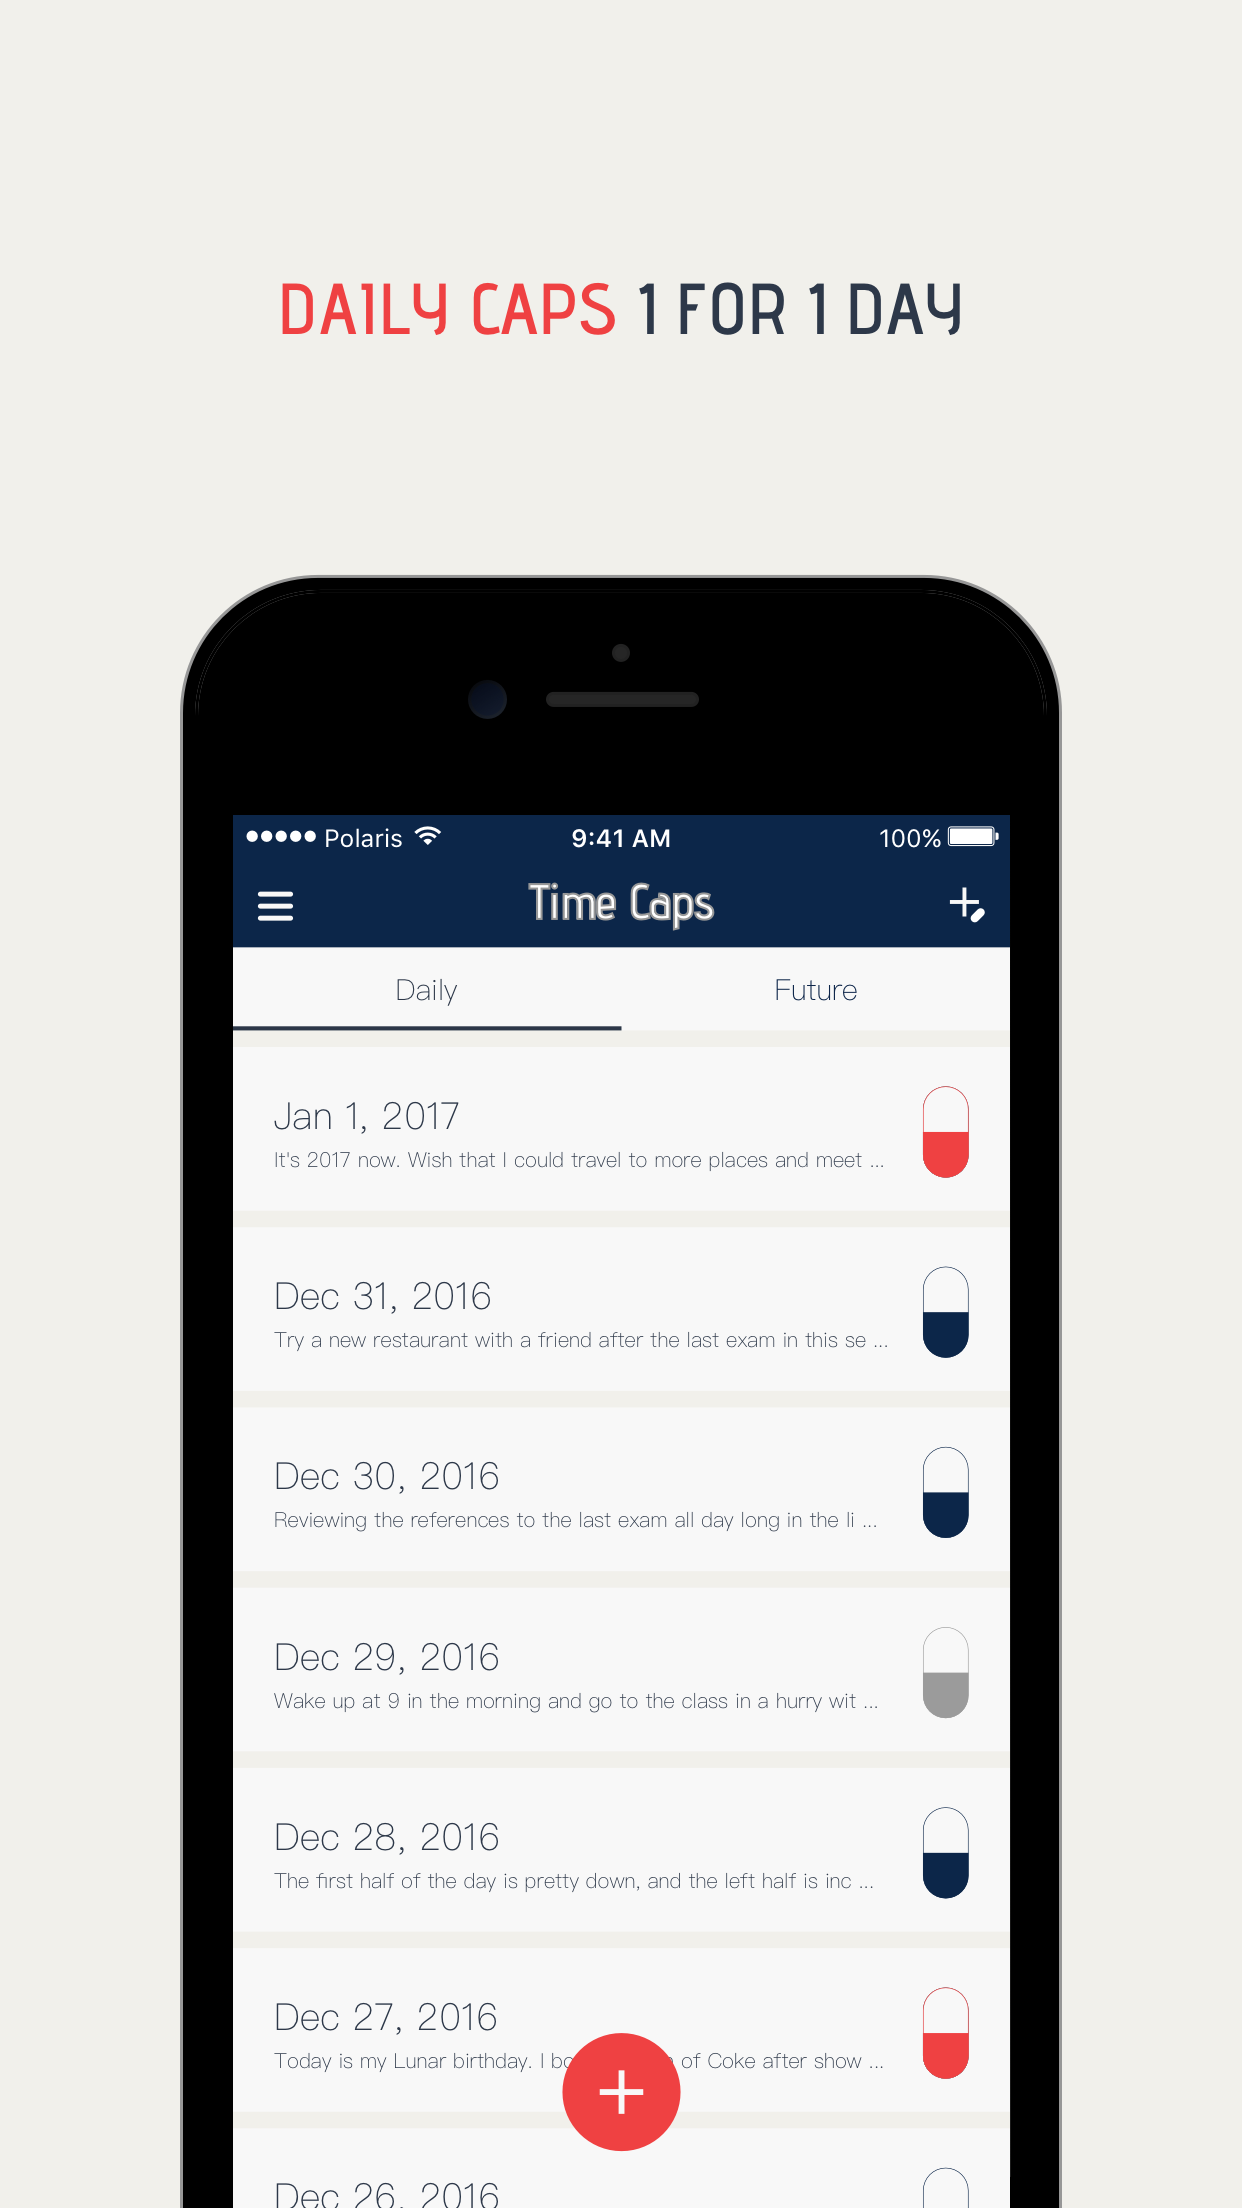 DAILY CAPS 1 FOR 1 DAY
Polaris 9:41 AM 100%
Time Caps
Daily Future
Jan 1, 2017
It's 2017 now. Wish that I could travel to more places and meet ...
Dec 31, 2016
Try a new restaurant with a friend after the last exam in this se ...
Dec 30, 2016
Reviewing the references to the last exam all day long in the li ...
Dec 29, 2016
Wake up at 9 in the morning and go to the class in a hurry wit ...
Dec 28, 2016
The first half of the day is pretty down, and the left half is inc ...
Dec 27, 2016
Today is my Lunar birthday. I of Coke after show ...
Dec 26, 2016